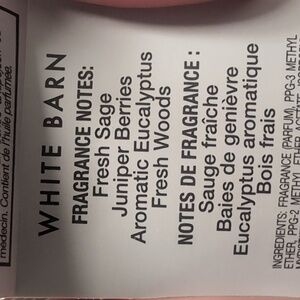 médecin. Contient de l'huile parfumée.
WHITE BARN
FRAGRANCE NOTES:
Fresh Sage
Juniper Berries
Aromatic Eucalyptus
Fresh Woods
NOTES DE FRAGRANCE :
Sauge fraîche
Baies de genièvre
Eucalyptus aromatique
Bois frais
INGREDIENTS: FRAGRANCE (PARFUM), PPG-3 METHYL
ETHER, PPG-2 METHYL